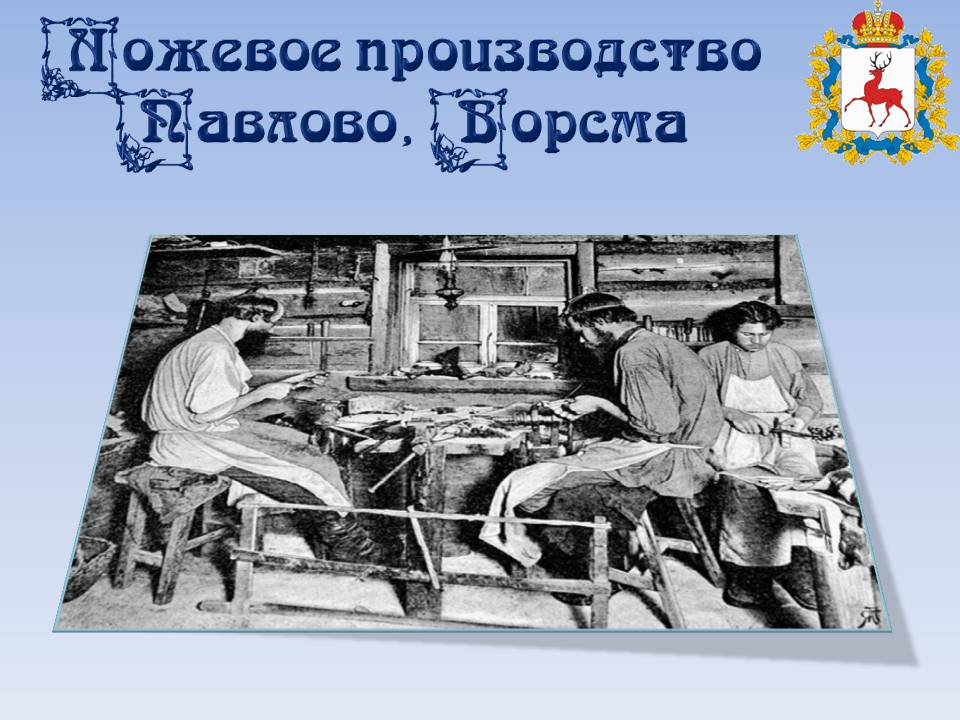 Ножевое производство
Павлово, Ворсма